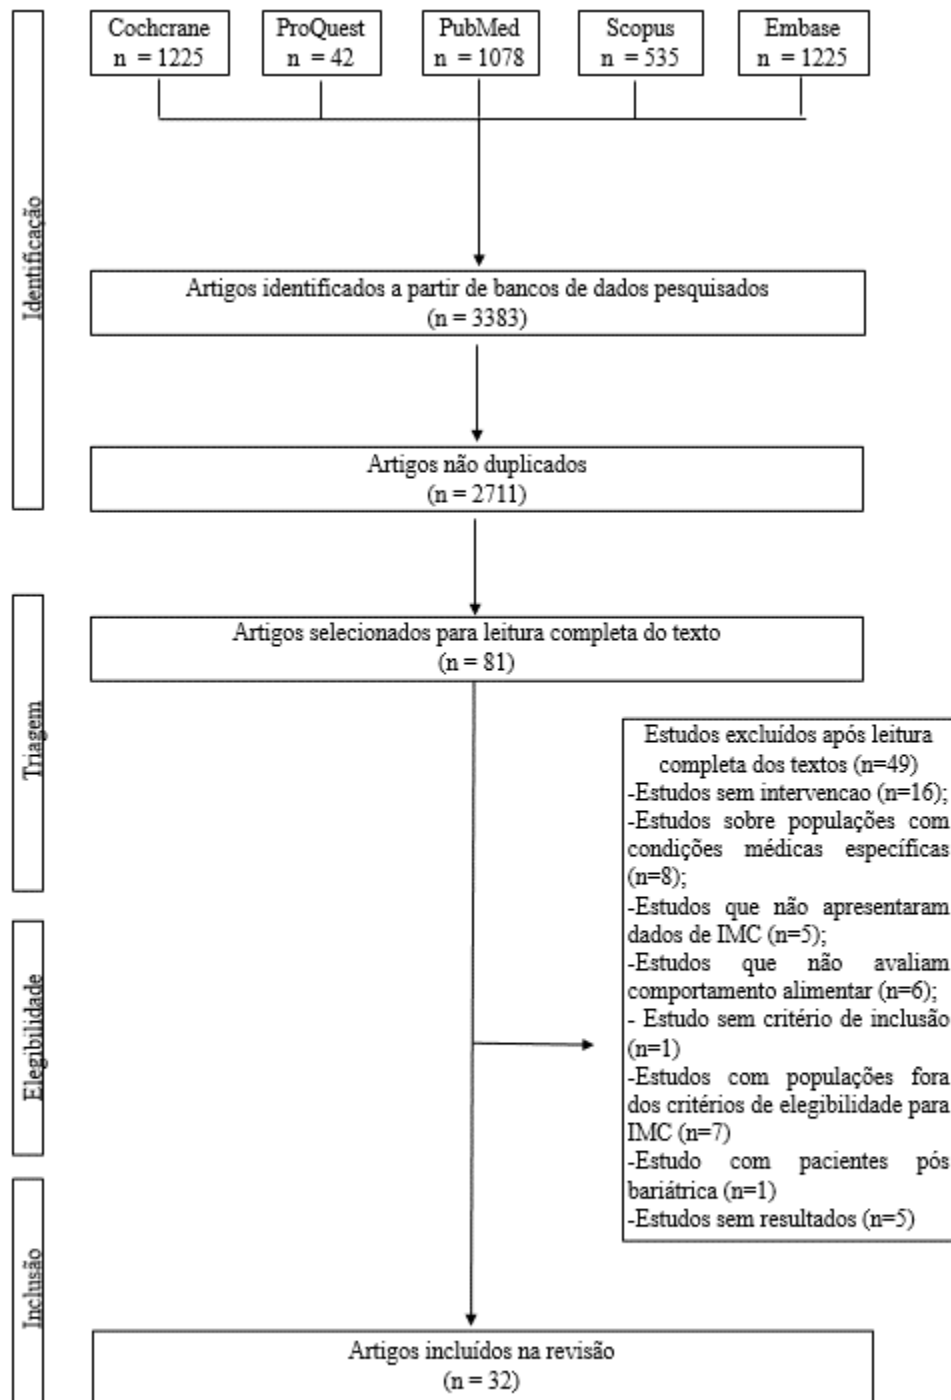 Cochcrane
n = 1225
ProQuest
n = 42
PubMed
n = 1078
Scopus
n = 535
Embase
n = 1225
Identificação
Artigos identificados a partir de bancos de dados pesquisados
(n = 3383)
Artigos não duplicados
(n = 2711)
Triagem
Artigos selecionados para leitura completa do texto
(n = 81)
Estudos excluídos após leitura
completa dos textos (n=49)
-Estudos sem intervencao (n=16);
-Estudos sobre populações com
condições médicas específicas
(n=8);
-Estudos que não apresentaram
dados de IMC (n=5);
-Estudos que não avaliam
comportamento alimentar (n=6);
- Estudo sem critério de inclusão
(n=1)
-Estudos com populações fora
dos critérios de elegibilidade para
IMC (n=7)
-Estudo com pacientes pós
bariátrica (n=1)
-Estudos sem resultados (n=5)
Elegibilidade
Inclusão
Artigos incluídos na revisão
(n = 32)